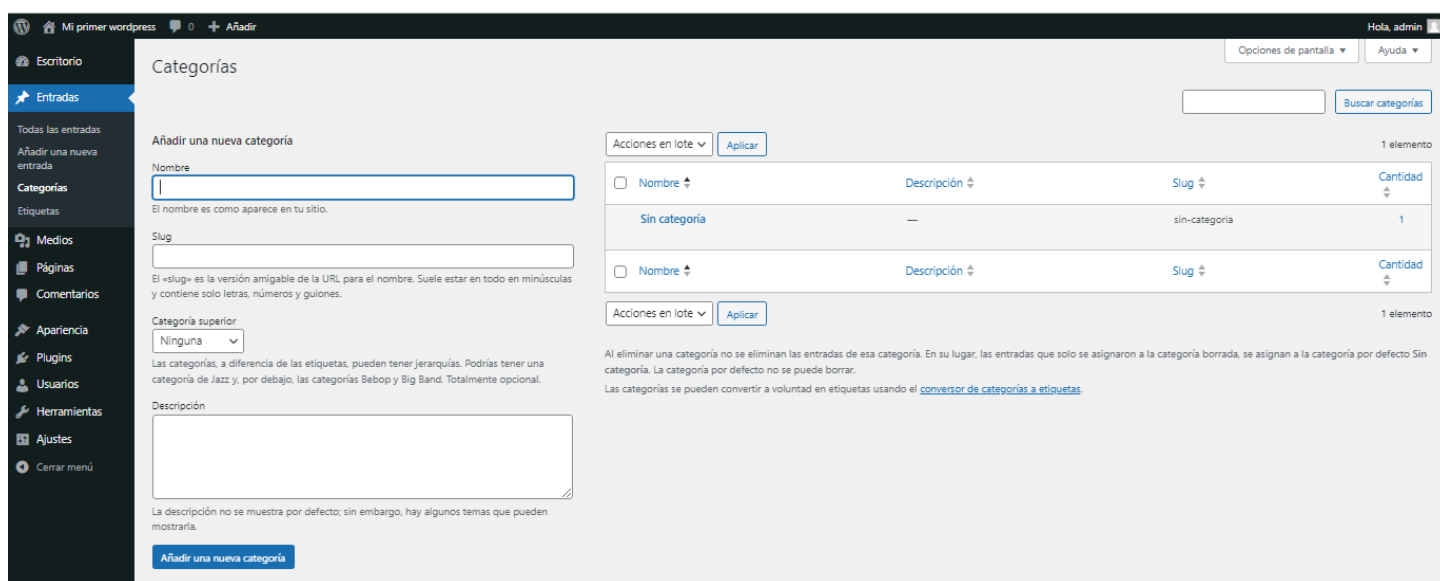 Mi primer wordpress 0 + Añadir
Hola, admin
Escritorio
Entradas
Todas las entradas
Añadir una nueva
entrada
Categorías
Etiquetas
Medios
Páginas
Comentarios
Apariencia
Plugins
Usuarios
Herramientas
Ajustes
Cerrar menú
Opciones de pantalla
Ayuda
Categorías
Buscar categorías
Añadir una nueva categoría
Nombre
El nombre es como aparece en tu sitio.
Slug
El «slug» es la versión amigable de la URL para el nombre. Suele estar en todo en minúsculas
y contiene solo letras, números y guiones.
Categoría superior
Ninguna
Las categorías, a diferencia de las etiquetas, pueden tener jerarquías. Podrías tener una
categoría de Jazz y, por debajo, las categorías Bebop y Big Band. Totalmente opcional.
Descripción
La descripción no se muestra por defecto; sin embargo, hay algunos temas que pueden
mostrarla.
Añadir una nueva categoría
Acciones en lote Aplicar 1 elemento
Nombre Descripción Slug Cantidad
Sin categoría — sin-categoria 1
Nombre Descripción Slug Cantidad
Acciones en lote Aplicar 1 elemento
Al eliminar una categoría no se eliminan las entradas de esa categoría. En su lugar, las entradas que solo se asignaron a la categoría borrada, se asignan a la categoría por defecto Sin
categoría. La categoría por defecto no se puede borrar.
Las categorías se pueden convertir a voluntad en etiquetas usando el conversor de categorías a etiquetas.